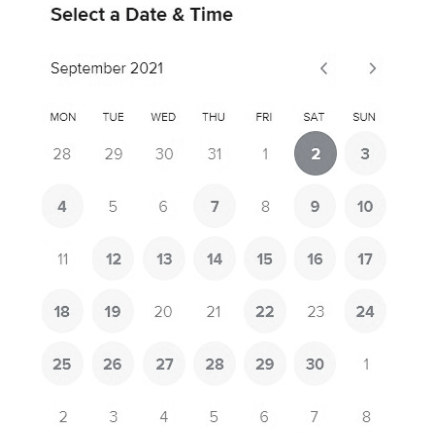 Select a Date & Time
September 2021
MON TUE WED THU FRI SAT SUN
28 29 30 31 1 2 3
4 5 6 7 8 9 10
11 12 13 14 15 16 17
18 19 20 21 22 23 24
25 26 27 28 29 30 1
2 3 4 5 6 7 8